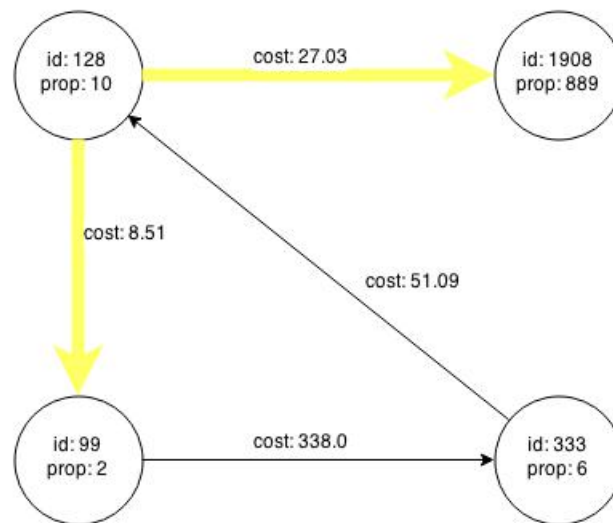 id: 128
prop: 10
cost: 27.03
id: 1908
prop: 889
cost: 8.51
cost: 51.09
id: 99
prop: 2
cost: 338.0
id: 333
prop: 6